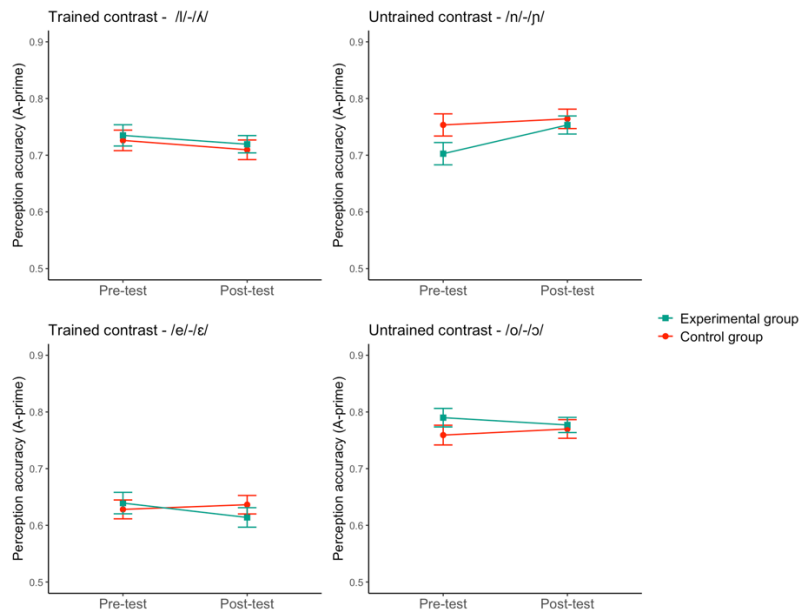 Trained contrast -  /l/-/ʎ/
Perception accuracy (A-prime)
0.9
0.8
0.7
0.6
0.5
Pre-test
Post-test
Untrained contrast - /n/-/ɲ/
Perception accuracy (A-prime)
0.9
0.8
0.7
0.6
0.5
Pre-test
Post-test
Experimental group
Control group
Trained contrast - /e/-/ɛ/
Perception accuracy (A-prime)
0.9
0.8
0.7
0.6
0.5
Pre-test
Post-test
Untrained contrast - /o/-/ɔ/
Perception accuracy (A-prime)
0.9
0.8
0.7
0.6
0.5
Pre-test
Post-test